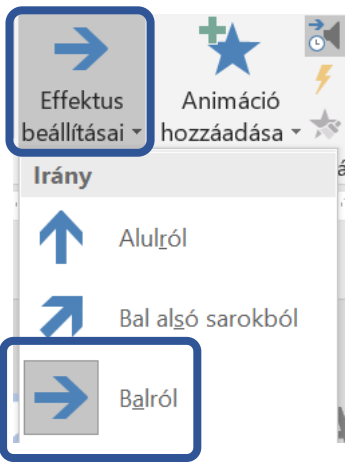 Effektus
beállításai
Animáció
hozzáadása
Irány
Alulról
Bal alsó sarokból
Balról